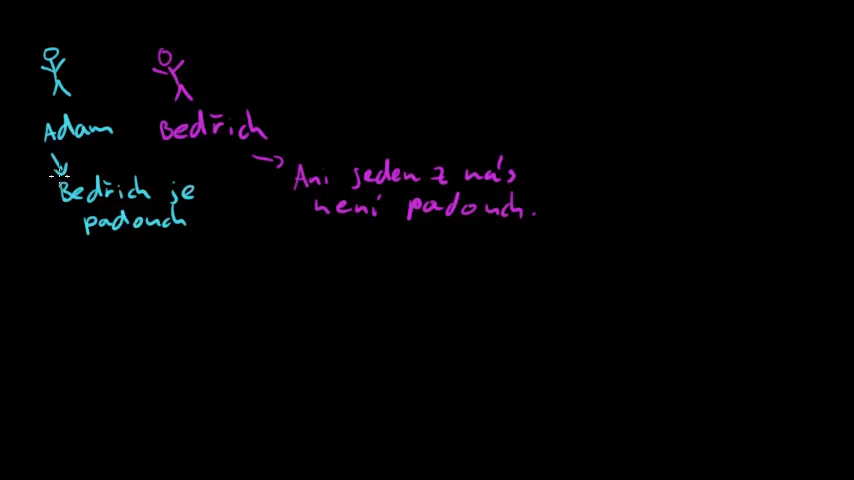 Adam Bedřich
Bedřich je
padouch
Ani jeden z nás
není padouch.